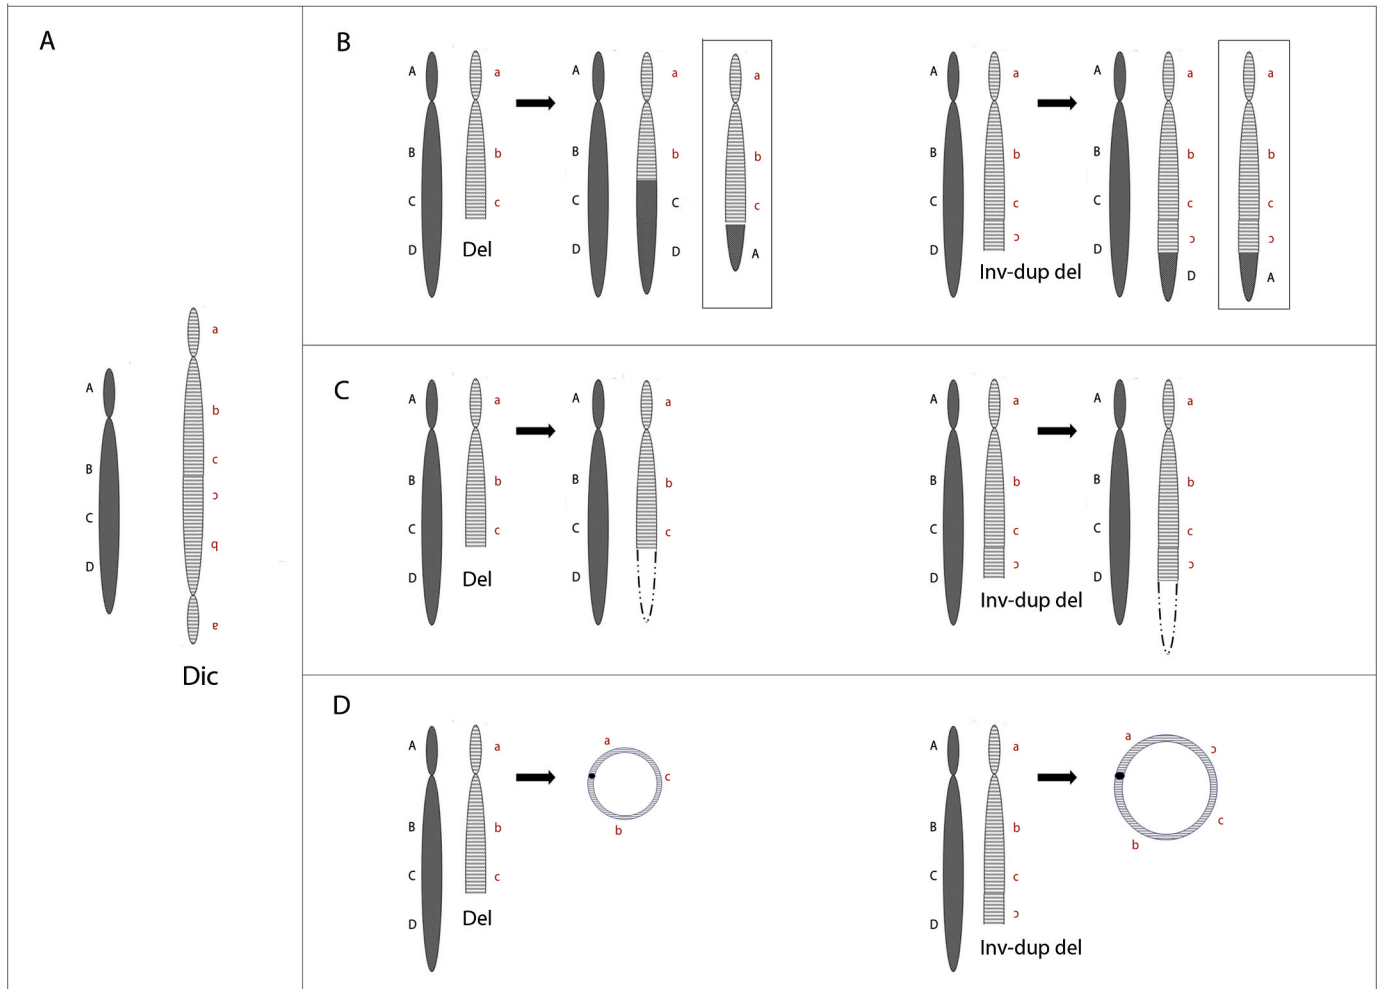 A
a
A
b
B
c
C
ɔ
q
D
ɐ
Dic
B
A a A a a A a A a a
B b B b b B b B b b
C c C C c C c C c c
D D D A D ɔ D ɔ ɔ
D A
Del Inv-dup del
C
A a A a A a A a
B b B b B b B b
C c C c C c C c
D D D ɔ D ɔ
Del Inv-dup del
D
A a a A a a ɔ
c
B b b B b b c
C c C c
D D ɔ
Del Inv-dup del